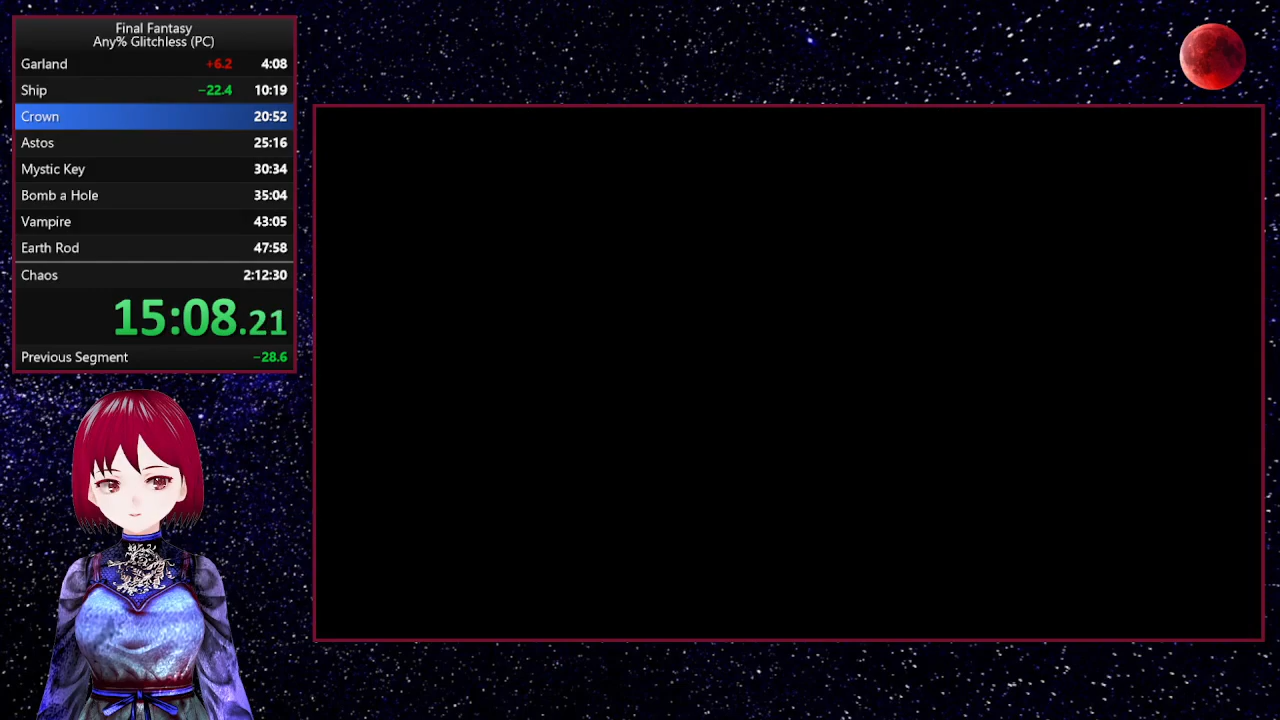 Final Fantasy
Any% Glitchless (PC)
Garland +6.2 4:08
Ship −22.4 10:19
Crown 20:52
Astos 25:16
Mystic Key 30:34
Bomb a Hole 35:04
Vampire 43:05
Earth Rod 47:58
Chaos 2:12:30
15:08.21
Previous Segment −28.6